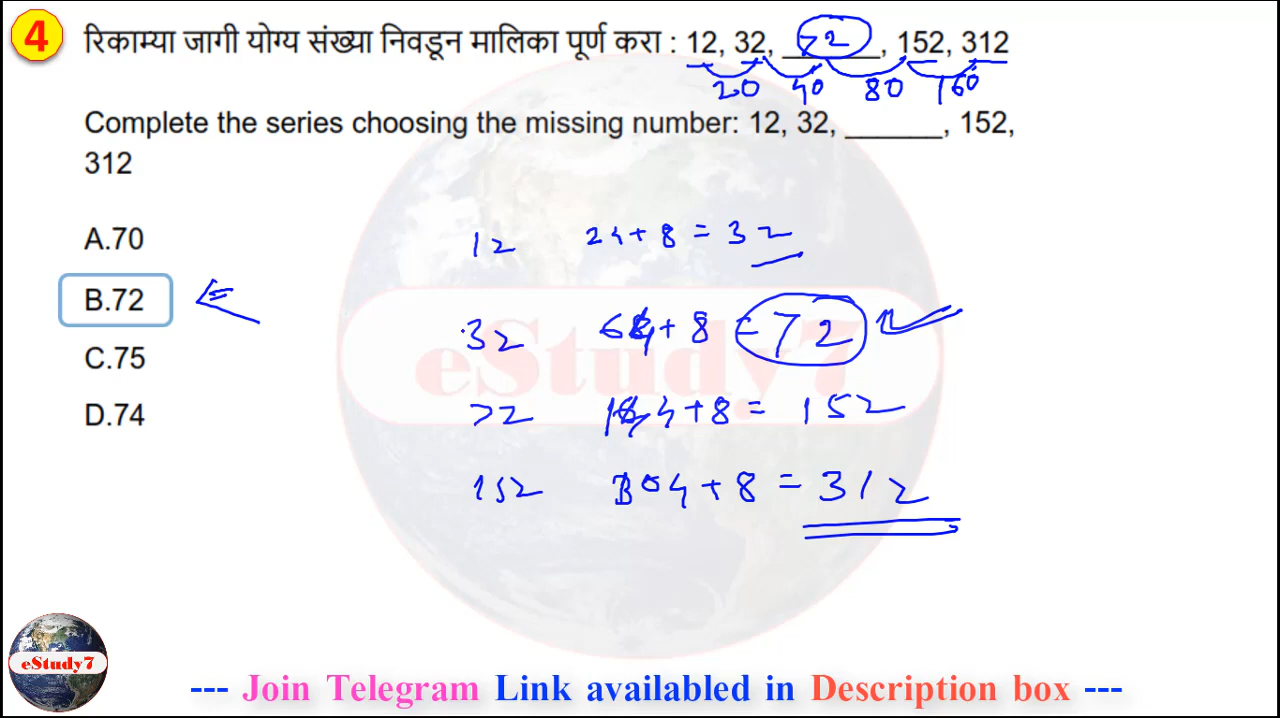 4
रिकाम्या जागी योग्य संख्या निवडून मालिका पूर्ण करा : 12, 32, ______, 152, 312
72
20 40 80 160
Complete the series choosing the missing number: 12, 32, ______, 152,
312
A.70
12 24+8 = 32
B.72
32 64+8 = 72
C.75
eStudy7
D.74
72 144+8 = 152
152 304+8 = 312
eStudy7
--- Join Telegram Link availabled in Description box ---